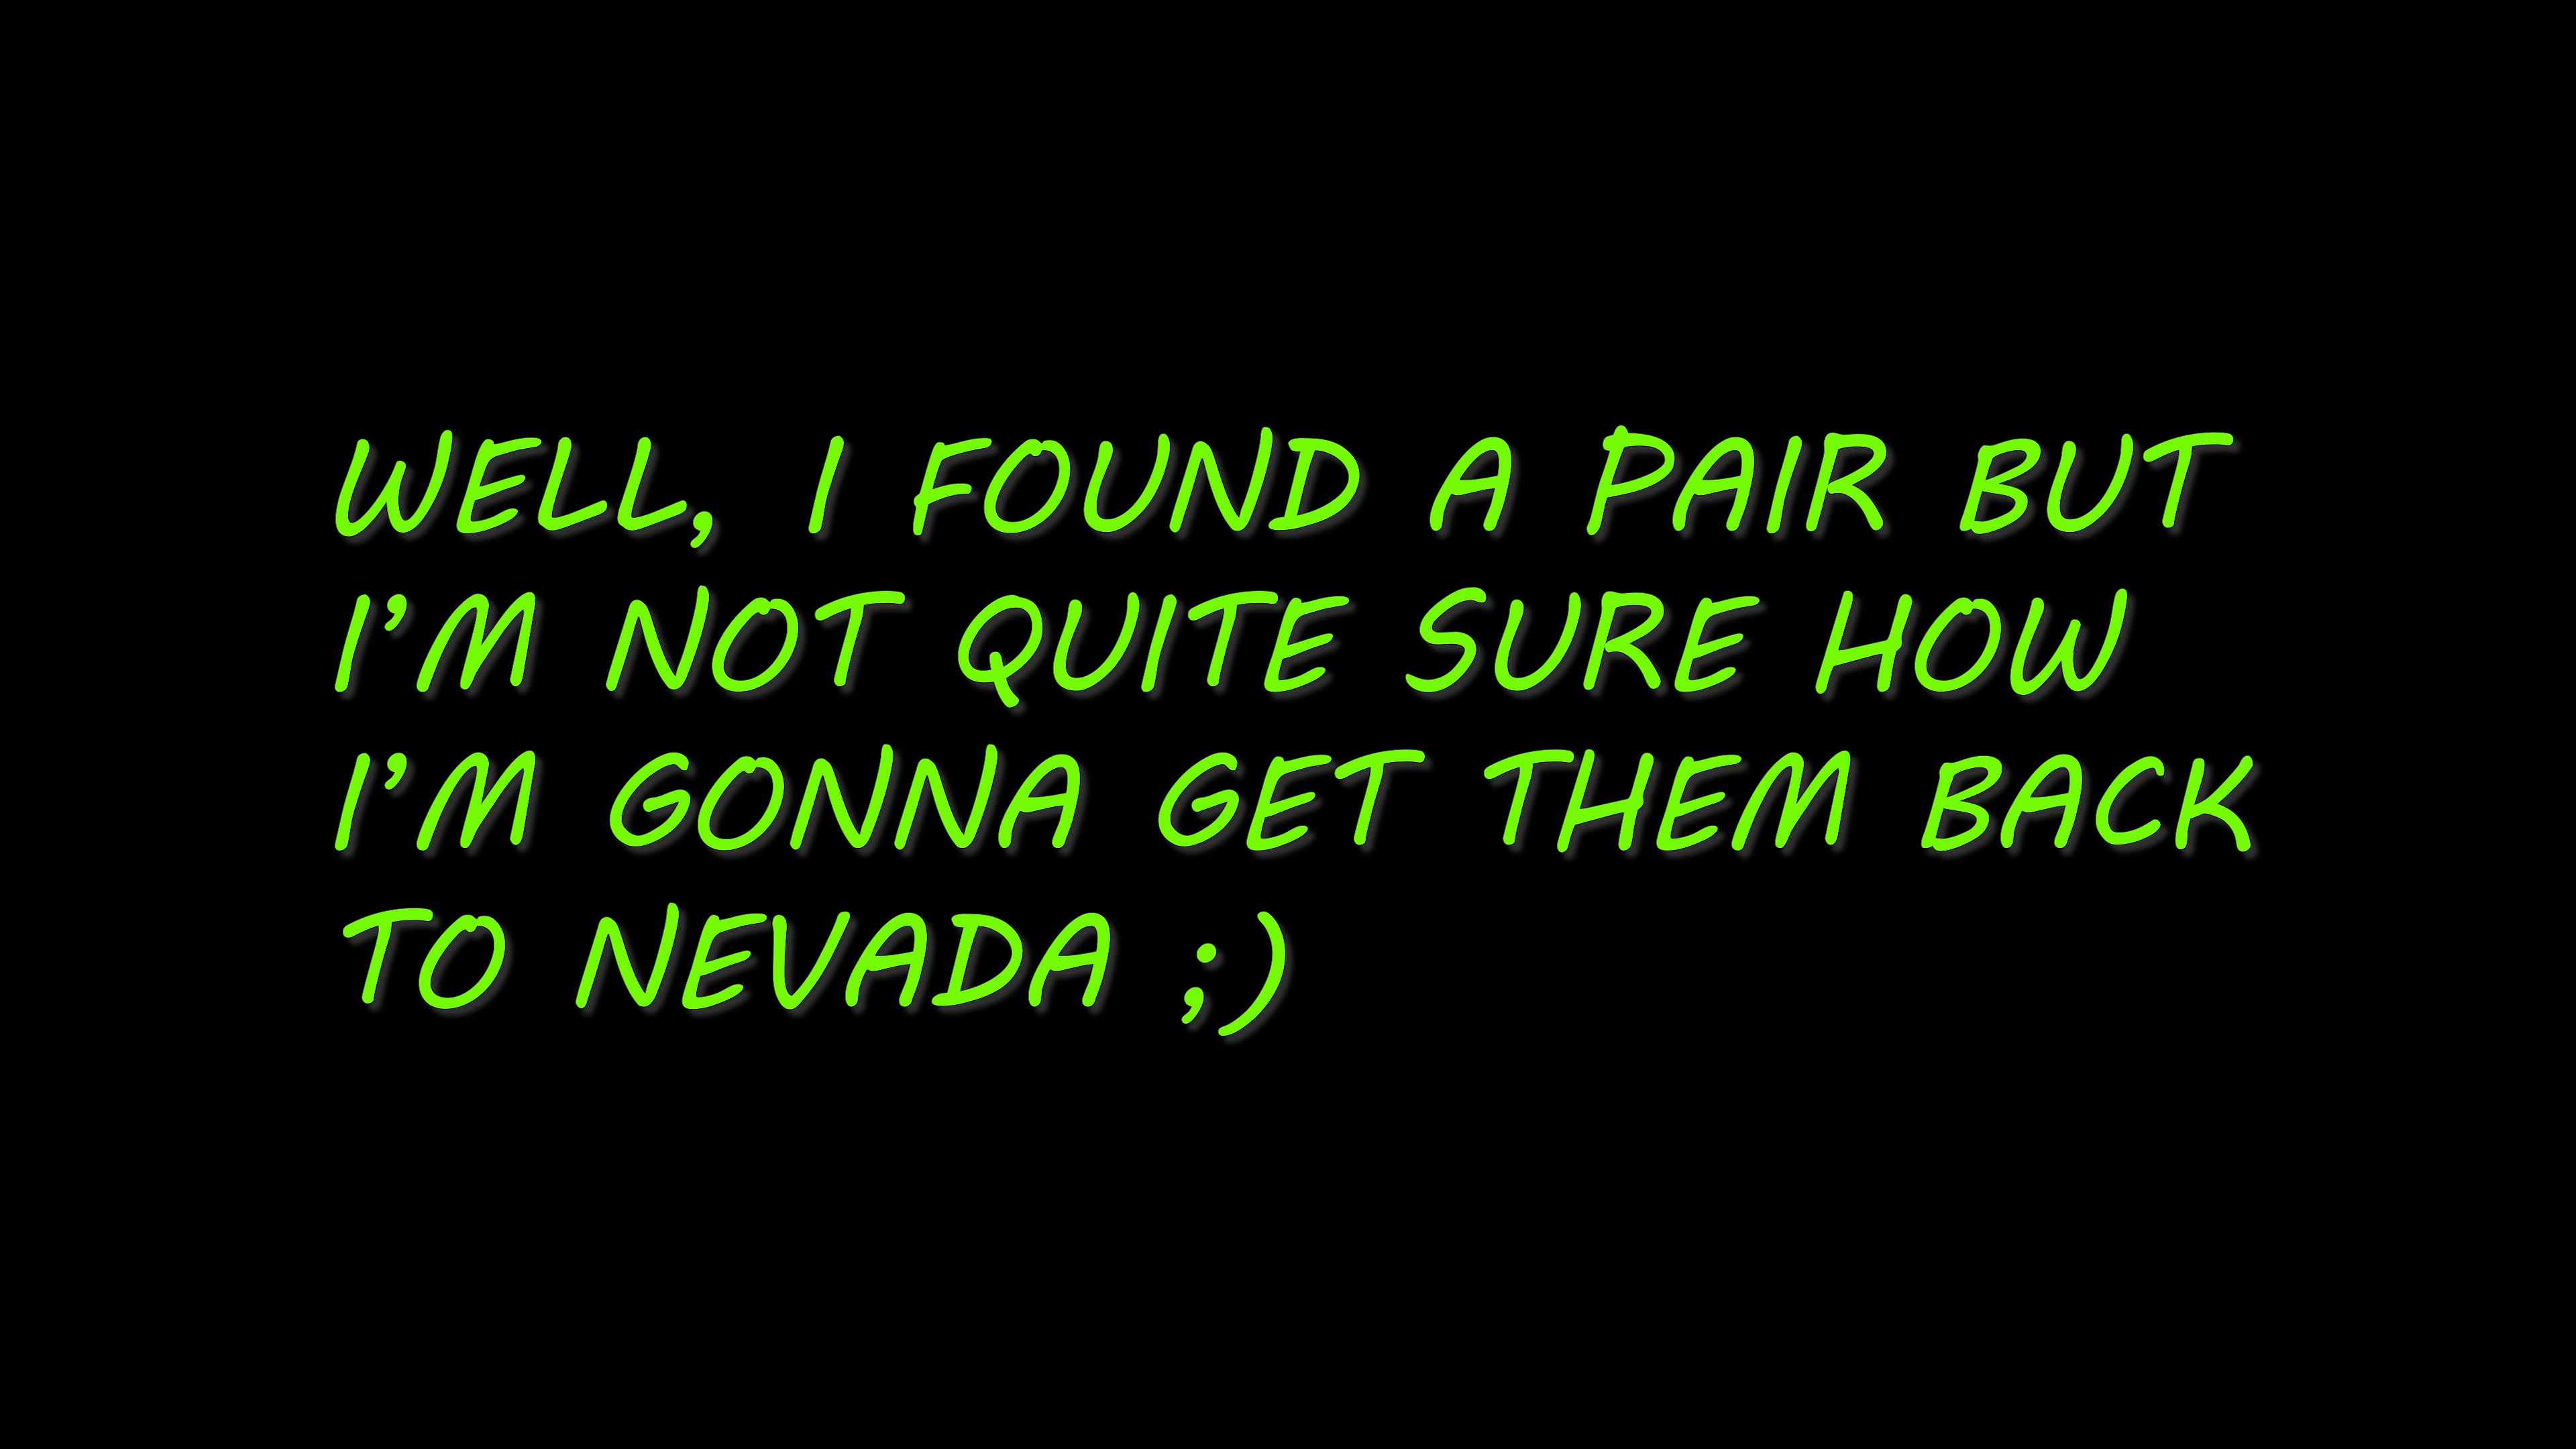 WELL, I FOUND A PAIR BUT
I’M NOT QUITE SURE HOW
I’M GONNA GET THEM BACK
TO NEVADA ;)